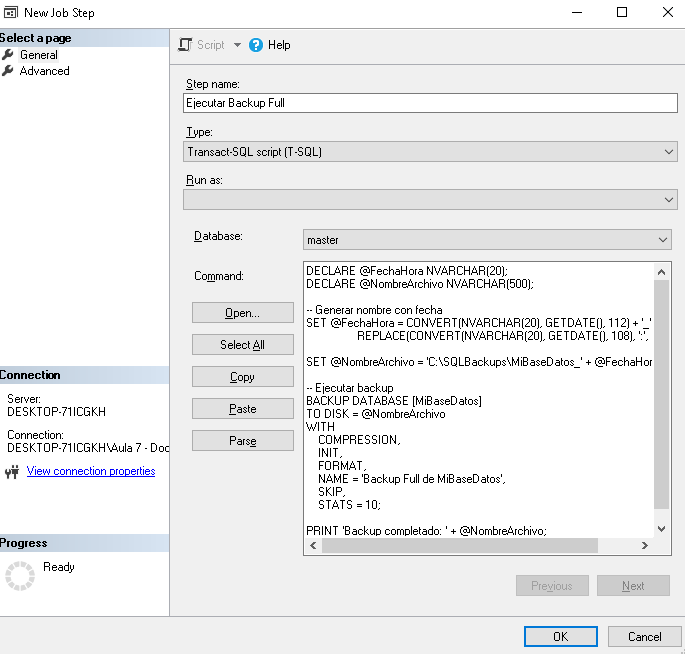 New Job Step
Select a page
General
Advanced
Script
Help
Step name:
Ejecutar Backup Full
Type:
Transact-SQL script (T-SQL)
Run as:
Database:
master
Command:
Open...
Select All
Copy
Paste
Parse
DECLARE @FechaHora NVARCHAR(20);
DECLARE @NombreArchivo NVARCHAR(500);
-- Generar nombre con fecha
SET @FechaHora = CONVERT(NVARCHAR(20), GETDATE(), 112) + '_'
REPLACE(CONVERT(NVARCHAR(20), GETDATE(), 108), ':',
SET @NombreArchivo = 'C:\SQLBackups\MiBaseDatos_' + @FechaHor
-- Ejecutar backup
BACKUP DATABASE [MiBaseDatos]
TO DISK = @NombreArchivo
WITH
COMPRESSION,
INIT,
FORMAT,
NAME = 'Backup Full de MiBaseDatos',
SKIP,
STATS = 10;
PRINT 'Backup completado: ' + @NombreArchivo;
Connection
Server:
DESKTOP-71ICGKH
Connection:
DESKTOP-71ICGKH\Aula 7 - Doc
View connection properties
Progress
Ready
Previous
Next
OK
Cancel